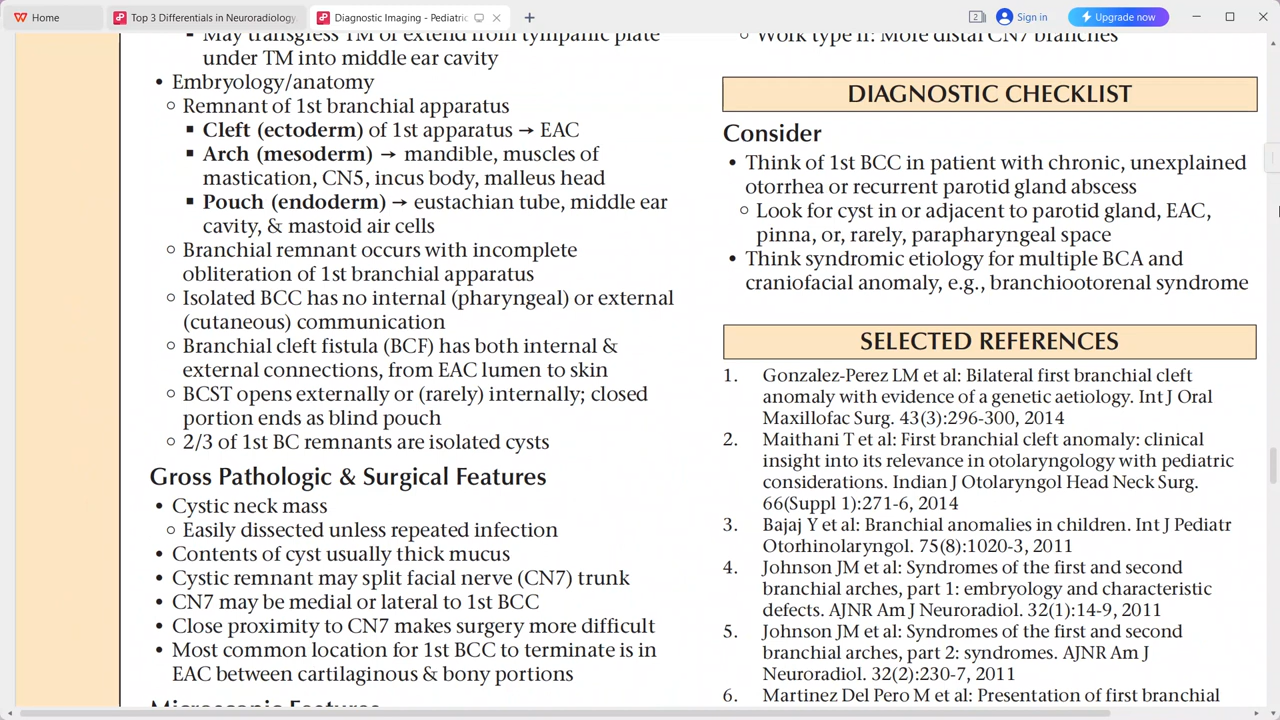 Home
Top 3 Differentials in Neuroradiology.
Diagnostic Imaging - Pediatric
2
Sign in
Upgrade now
May transgress TM or extend from tympanic plate
under TM into middle ear cavity
• Embryology/anatomy
○ Remnant of 1st branchial apparatus
▪ Cleft (ectoderm) of 1st apparatus → EAC
▪ Arch (mesoderm) → mandible, muscles of
mastication, CN5, incus body, malleus head
▪ Pouch (endoderm) → eustachian tube, middle ear
cavity, & mastoid air cells
○ Branchial remnant occurs with incomplete
obliteration of 1st branchial apparatus
○ Isolated BCC has no internal (pharyngeal) or external
(cutaneous) communication
○ Branchial cleft fistula (BCF) has both internal &
external connections, from EAC lumen to skin
○ BCST opens externally or (rarely) internally; closed
portion ends as blind pouch
○ 2/3 of 1st BC remnants are isolated cysts
Gross Pathologic & Surgical Features
• Cystic neck mass
○ Easily dissected unless repeated infection
• Contents of cyst usually thick mucus
• Cystic remnant may split facial nerve (CN7) trunk
• CN7 may be medial or lateral to 1st BCC
• Close proximity to CN7 makes surgery more difficult
• Most common location for 1st BCC to terminate is in
EAC between cartilaginous & bony portions
Microscopic Features
○ Work type II: More distal CN7 branches
DIAGNOSTIC CHECKLIST
Consider
• Think of 1st BCC in patient with chronic, unexplained
otorrhea or recurrent parotid gland abscess
○ Look for cyst in or adjacent to parotid gland, EAC,
pinna, or, rarely, parapharyngeal space
• Think syndromic etiology for multiple BCA and
craniofacial anomaly, e.g., branchiootorenal syndrome
SELECTED REFERENCES
1. Gonzalez-Perez LM et al: Bilateral first branchial cleft
anomaly with evidence of a genetic aetiology. Int J Oral
Maxillofac Surg. 43(3):296-300, 2014
2. Maithani T et al: First branchial cleft anomaly: clinical
insight into its relevance in otolaryngology with pediatric
considerations. Indian J Otolaryngol Head Neck Surg.
66(Suppl 1):271-6, 2014
3. Bajaj Y et al: Branchial anomalies in children. Int J Pediatr
Otorhinolaryngol. 75(8):1020-3, 2011
4. Johnson JM et al: Syndromes of the first and second
branchial arches, part 1: embryology and characteristic
defects. AJNR Am J Neuroradiol. 32(1):14-9, 2011
5. Johnson JM et al: Syndromes of the first and second
branchial arches, part 2: syndromes. AJNR Am J
Neuroradiol. 32(2):230-7, 2011
6. Martinez Del Pero M et al: Presentation of first branchial